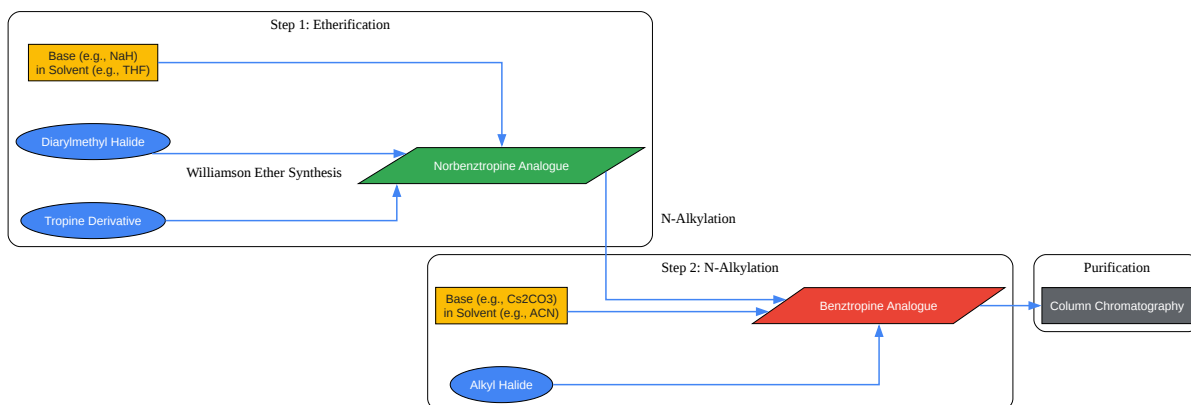 Step 1: Etherification
Base (e.g., NaH)
in Solvent (e.g., THF)
Diarylmethyl Halide
Williamson Ether Synthesis
Norbenztropine Analogue
Tropine Derivative
N-Alkylation
Step 2: N-Alkylation
Base (e.g., Cs2CO3)
in Solvent (e.g., ACN)
Benztropine Analogue
Alkyl Halide
Purification
Column Chromatography